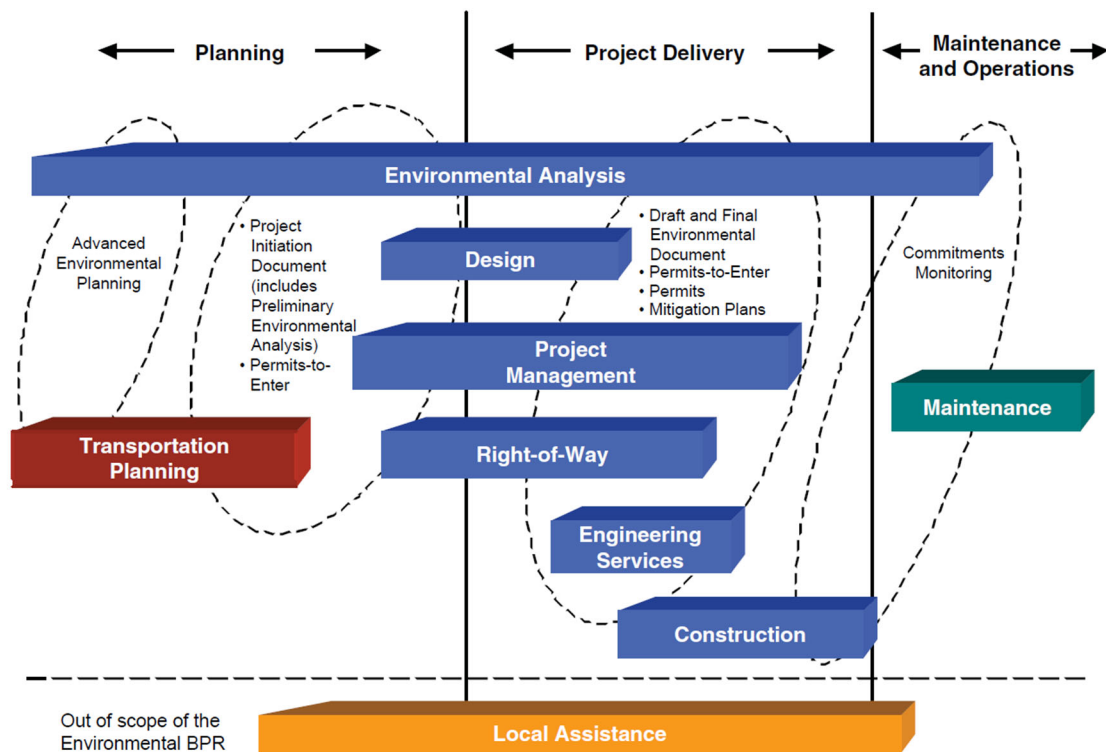 Planning
Project Delivery
Maintenance
and Operations
Environmental Analysis
Advanced
Environmental
Planning
• Project
Initiation
Document
(includes
Preliminary
Environmental
Analysis)
• Permits-to-
Enter
Design
• Draft and Final
Environmental
Document
• Permits-to-Enter
• Permits
• Mitigation Plans
Commitments
Monitoring
Project
Management
Maintenance
Transportation
Planning
Right-of-Way
Engineering
Services
Construction
Out of scope of the
Environmental BPR
Local Assistance